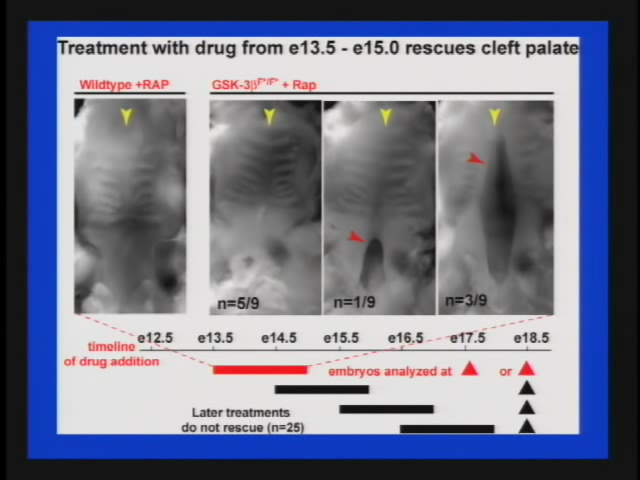 Treatment with drug from e13.5 - e15.0 rescues cleft palate
Wildtype +RAP
GSK-3βF*/F* + Rap
n=5/9
n=1/9
n=3/9
e12.5 e13.5 e14.5 e15.5 e16.5 e17.5 e18.5
timeline
of drug addition
embryos analyzed at or
Later treatments
do not rescue (n=25)